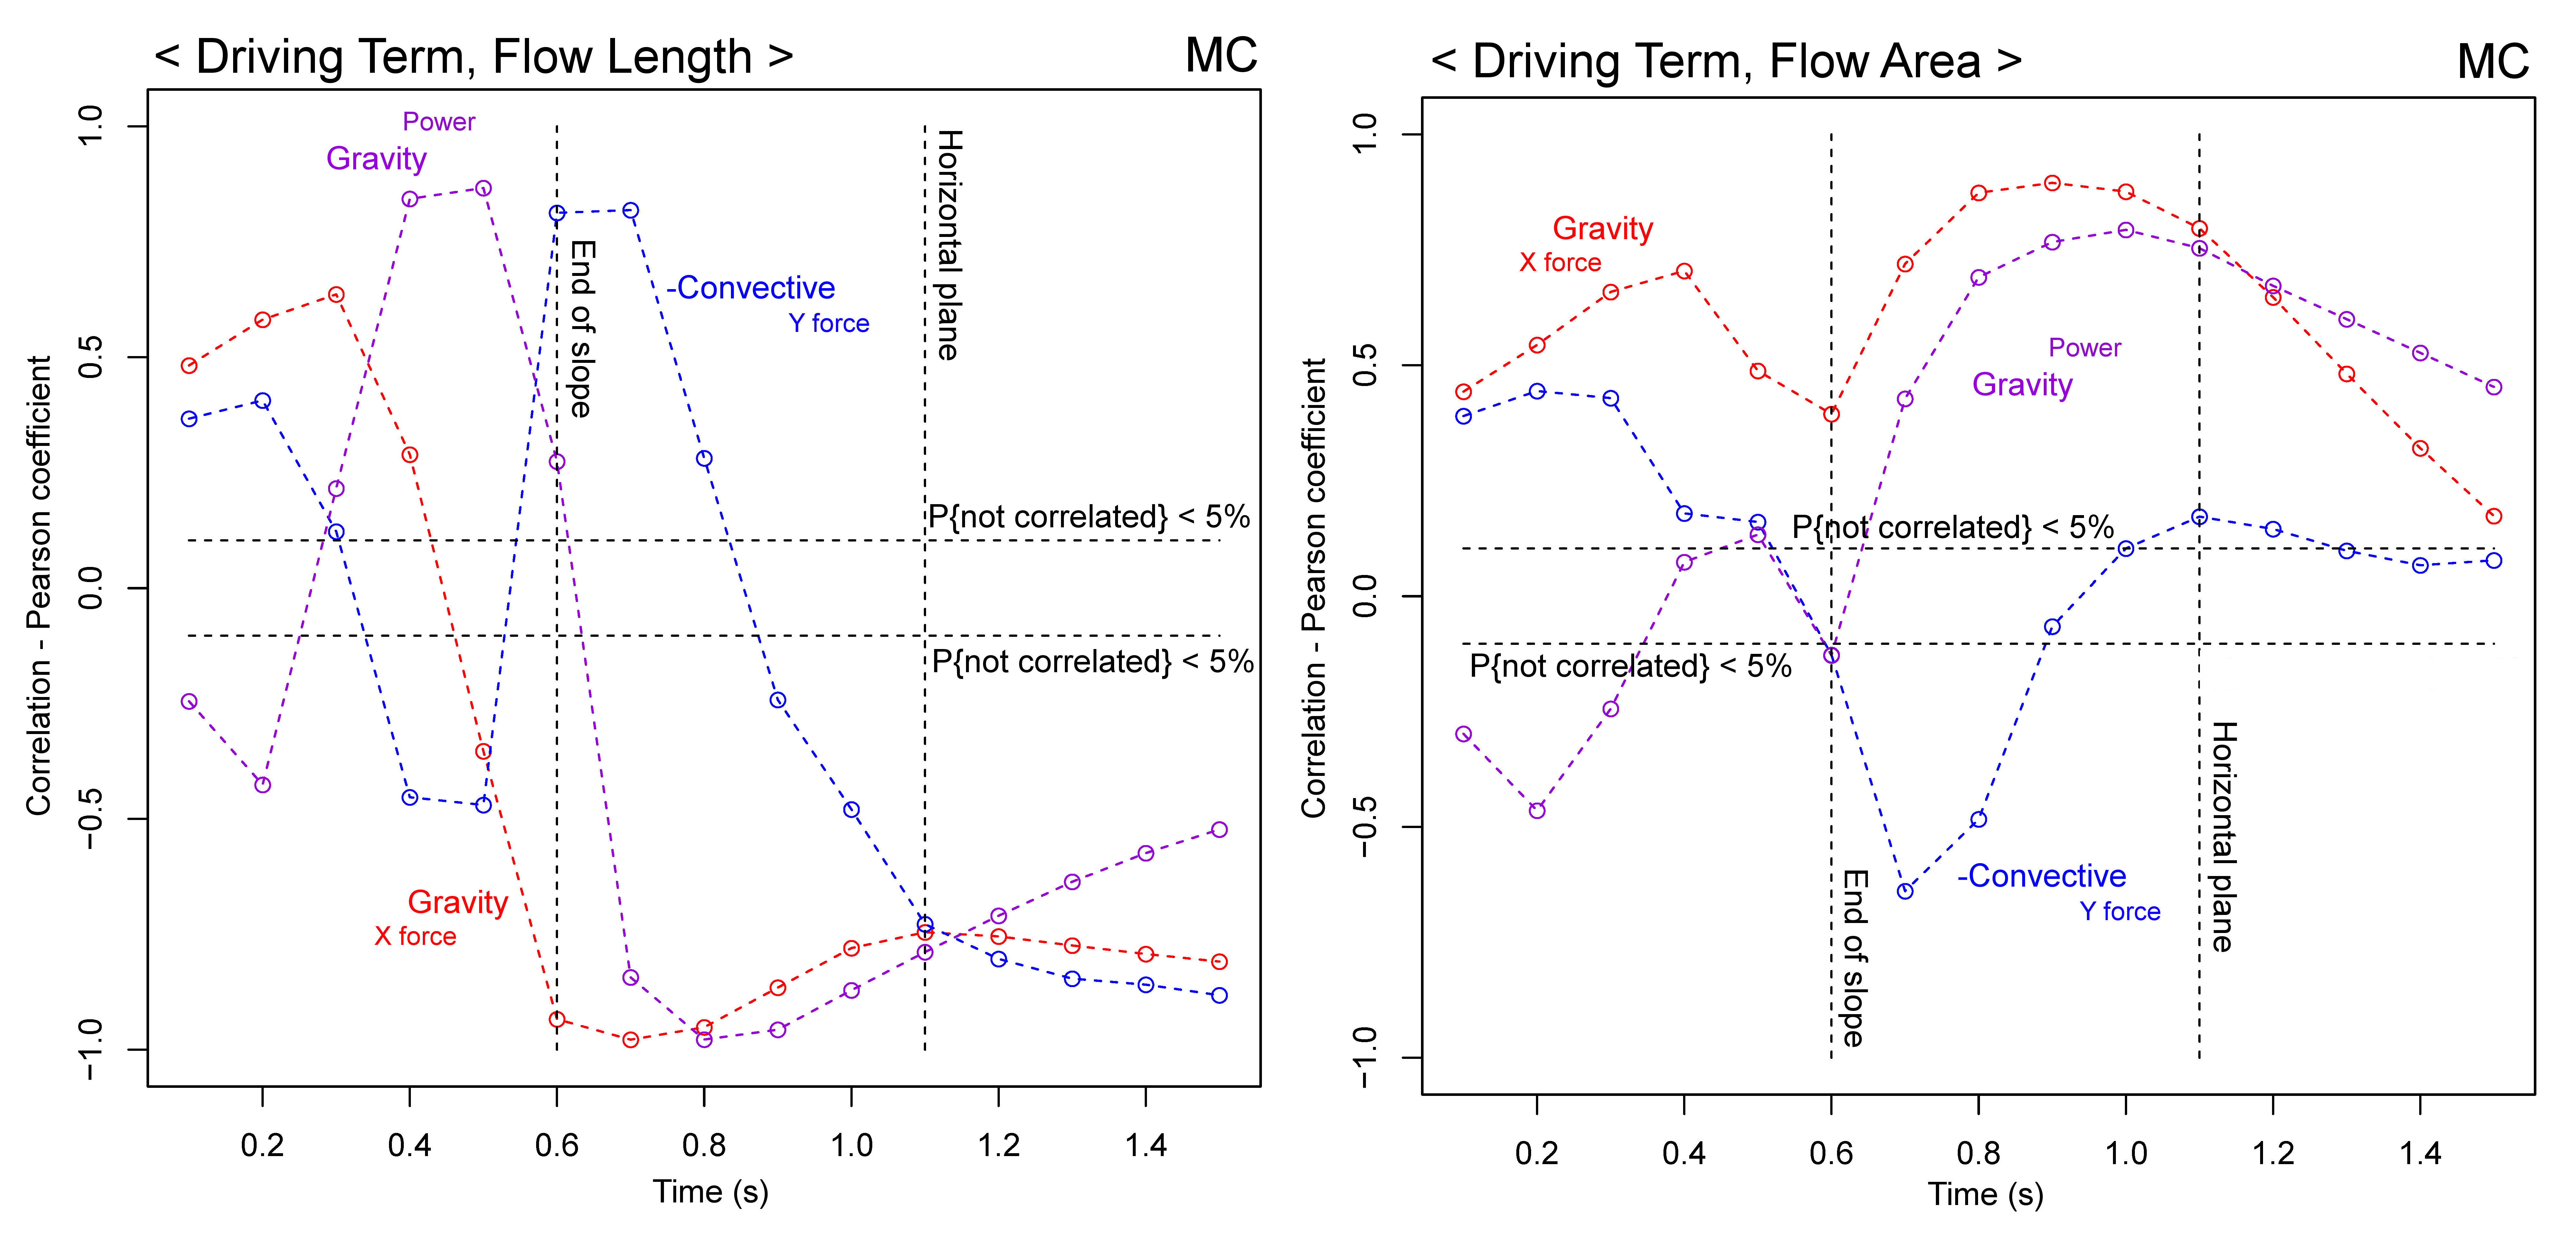 < Driving Term, Flow Length >
MC
Correlation - Pearson coefficient
1.0
0.5
0.0
−0.5
−1.0
Power
Gravity
End of slope
Horizontal plane
-Convective
Y force
P{not correlated} < 5%
P{not correlated} < 5%
Gravity
X force
0.2
0.4
0.6
0.8
1.0
1.2
1.4
Time (s)
< Driving Term, Flow Area >
MC
Correlation - Pearson coefficient
1.0
0.5
0.0
−0.5
−1.0
Gravity
X force
Power
Gravity
P{not correlated} < 5%
P{not correlated} < 5%
Horizontal plane
End of slope
-Convective
Y force
0.2
0.4
0.6
0.8
1.0
1.2
1.4
Time (s)